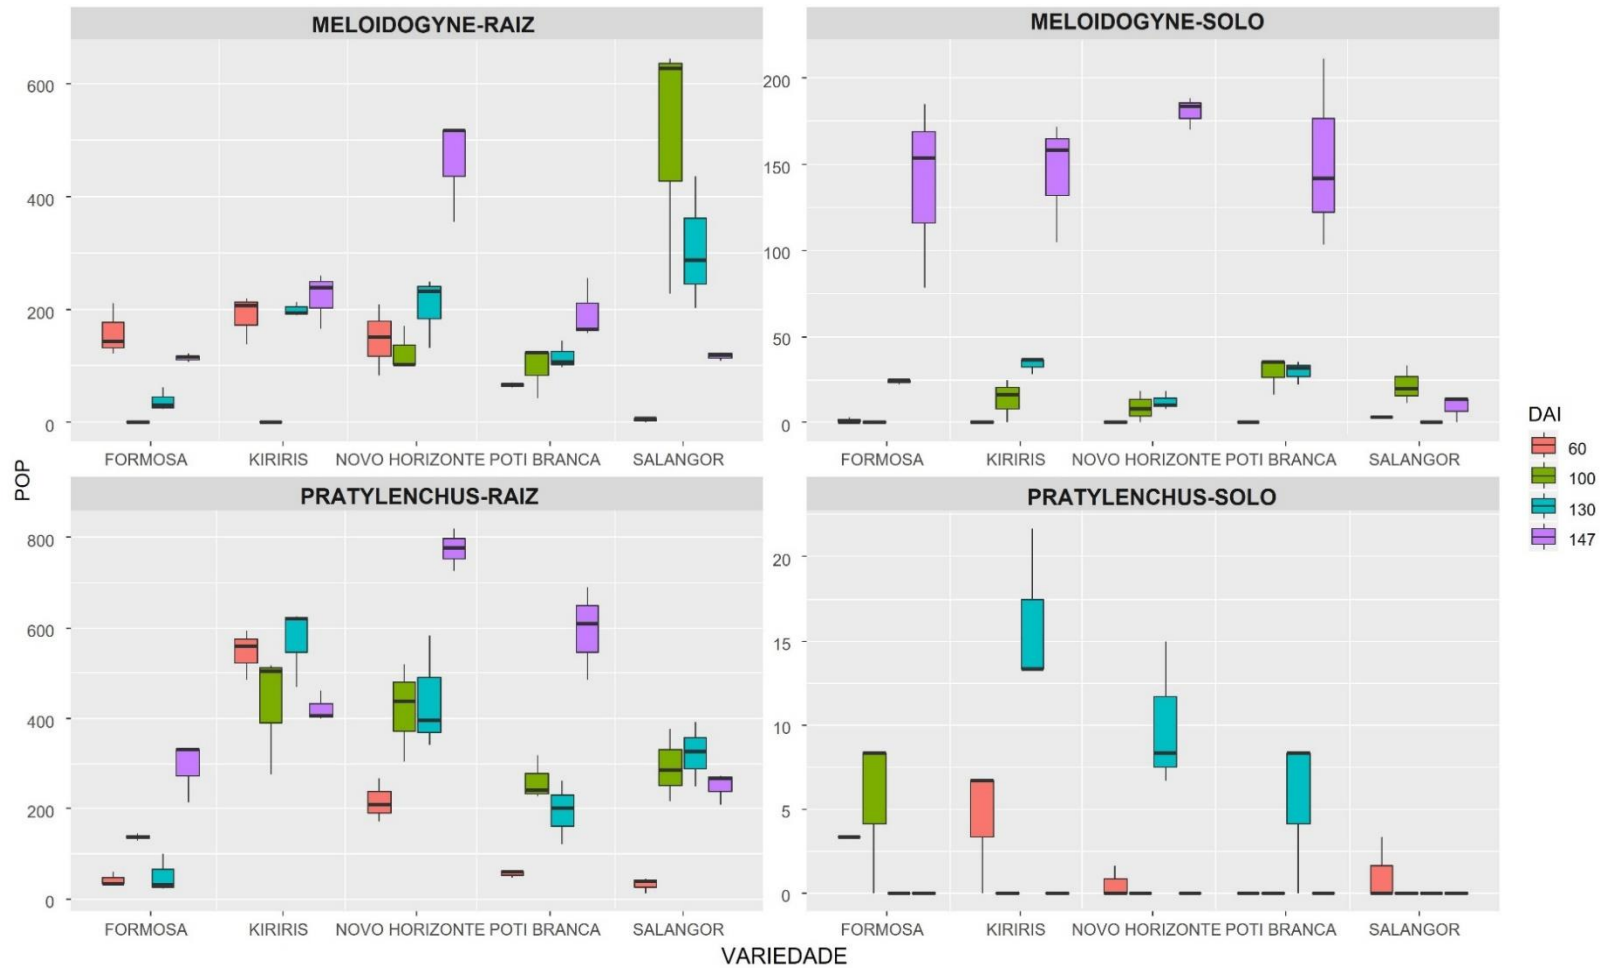 MELOIDOGYNE-RAIZ
MELOIDOGYNE-SOLO
600
400
200
0
200
150
100
50
0
FORMOSA KIRIRIS NOVO HORIZONTE POTI BRANCA SALANGOR
FORMOSA KIRIRIS NOVO HORIZONTE POTI BRANCA SALANGOR
POP
PRATYLENCHUS-RAIZ
PRATYLENCHUS-SOLO
800
600
400
200
0
20
15
10
5
0
FORMOSA KIRIRIS NOVO HORIZONTE POTI BRANCA SALANGOR
FORMOSA KIRIRIS NOVO HORIZONTE POTI BRANCA SALANGOR
VARIEDADE
DAI
60
100
130
147